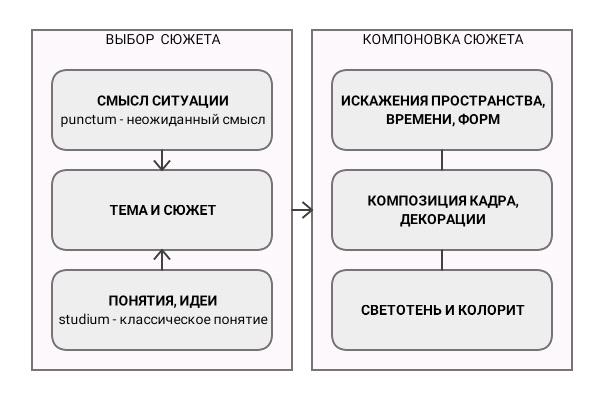 ВЫБОР СЮЖЕТА
СМЫСЛ СИТУАЦИИ
punctum - неожиданный смысл
ТЕМА И СЮЖЕТ
ПОНЯТИЯ, ИДЕИ
studium - классическое понятие
КОМПОНОВКА СЮЖЕТА
ИСКАЖЕНИЯ ПРОСТРАНСТВА,
ВРЕМЕНИ, ФОРМ
КОМПОЗИЦИЯ КАДРА,
ДЕКОРАЦИИ
СВЕТОТЕНЬ И КОЛОРИТ